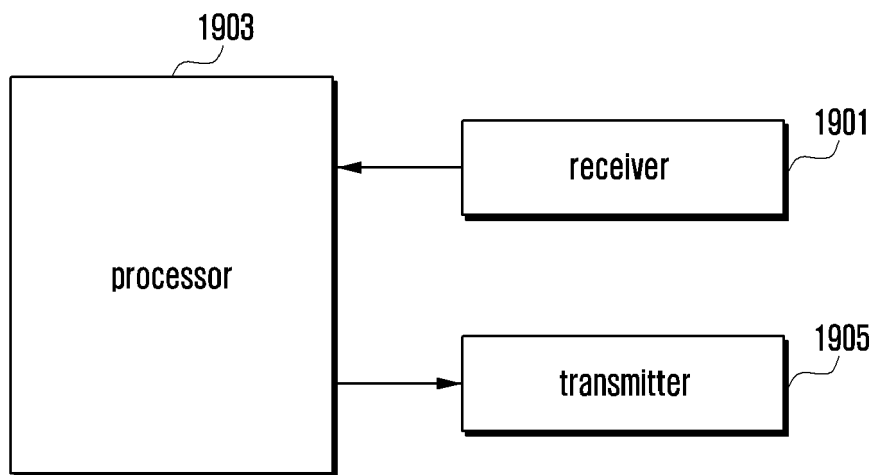 1903
1901
receiver
processor
1905
transmitter